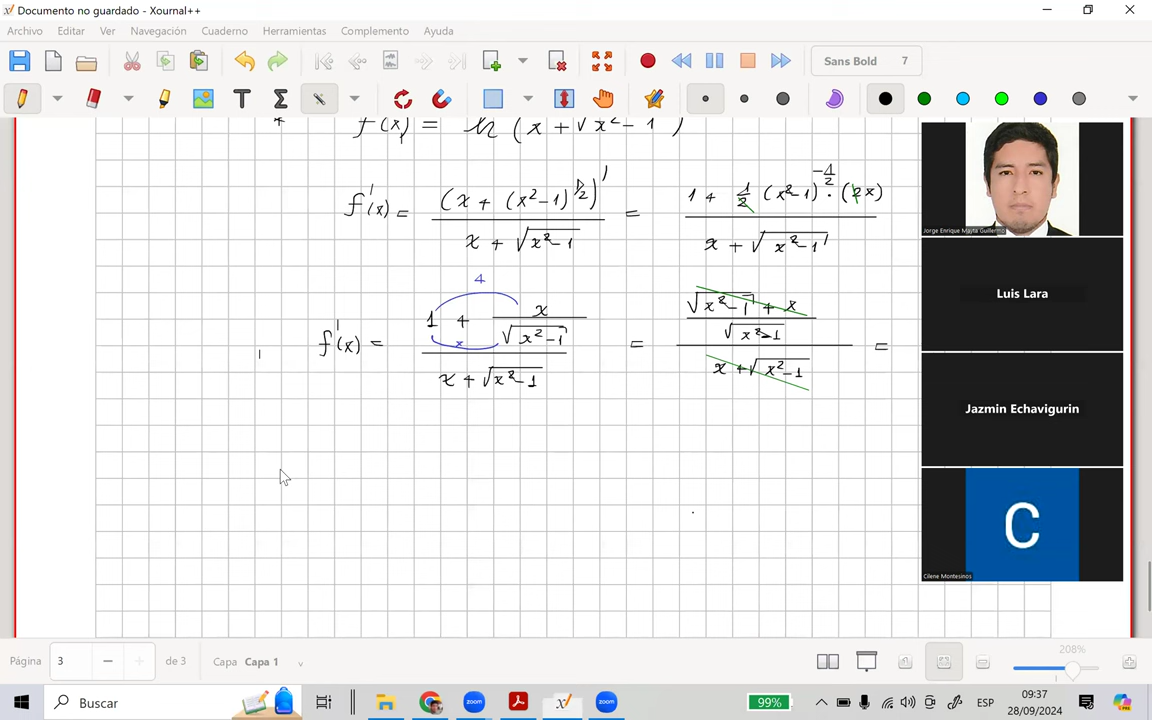 Documento no guardado - Xournal++
Archivo Editar Ver Navegación Cuaderno Herramientas Complemento Ayuda
Sans Bold 7
* f(x) = ln (x + √x²-1)
f'(x) = (x + (x²-1)^1/2)' / x + √x²-1 = 1 + 1/2 (x²-1)^-1/2 · (2x) / x + √x²-1
4
f'(x) = 1 + x/√x²-1 / x + √x²-1 = √x²-1 + x / √x²-1 / x + √x²-1 =
Jorge Enrique Mayta Guillermo
Luis Lara
Jazmin Echavigurin
C
Cilene Montesinos
Página 3 de 3 Capa Capa 1 208%
Buscar 99% ESP 09:37
28/09/2024